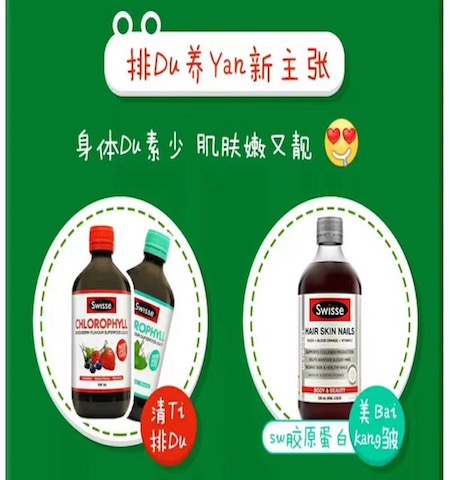 排Du养Yan新主张
身体Du素少 肌肤嫩又靓
Swisse
CHLOROPHYLL
Swisse
ROPHYLL
清Ti
排Du
Swisse
HAIR SKIN NAILS
BODY & BEAUTY
sw胶原蛋白
美Bai
kang皱